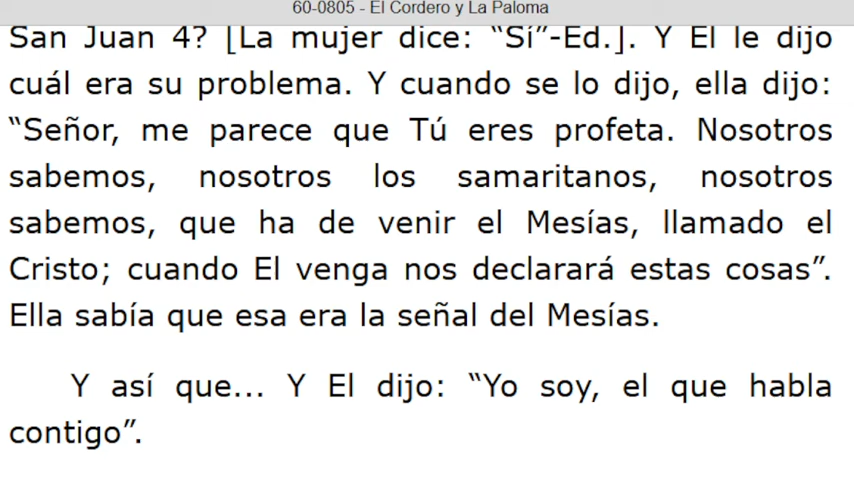 60-0805 - El Cordero y La Paloma
San Juan 4? [La mujer dice: “Sí”-Ed.]. Y El le dijo
cuál era su problema. Y cuando se lo dijo, ella dijo:
“Señor, me parece que Tú eres profeta. Nosotros
sabemos, nosotros los samaritanos, nosotros
sabemos, que ha de venir el Mesías, llamado el
Cristo; cuando El venga nos declarará estas cosas”.
Ella sabía que esa era la señal del Mesías.
Y así que... Y El dijo: “Yo soy, el que habla
contigo”.